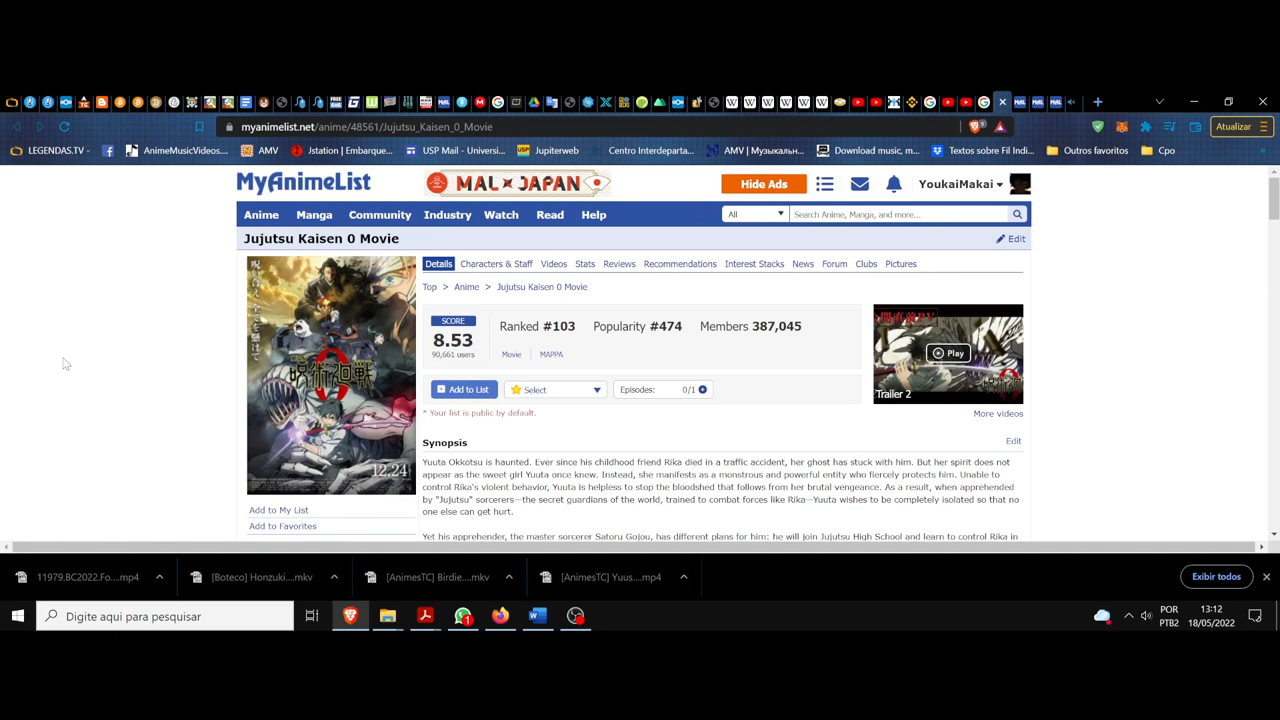 myanimelist.net/anime/48561/Jujutsu_Kaisen_0_Movie
Atualizar
LEGENDAS.TV
AnimeMusicVideos...
AMV
Jstation | Embarque...
USP Mail - Universi...
Jupiterweb
Centro Interdeparta...
AMV | Музыкальн...
Download music, m...
Textos sobre Fil Indi...
Outros favoritos
Cpo
MyAnimeList
MAL×JAPAN
Hide Ads
YoukaiMakai
Anime Manga Community Industry Watch Read Help
All
Search Anime, Manga, and more...
Jujutsu Kaisen 0 Movie
Edit
Details Characters & Staff Videos Stats Reviews Recommendations Interest Stacks News Forum Clubs Pictures
Top > Anime > Jujutsu Kaisen 0 Movie
SCORE
8.53
90,661 users
Ranked #103 Popularity #474 Members 387,045
Movie MAPPA
Play
Trailer 2
Add to List
Select
Episodes: 0/1
* Your list is public by default.
More videos
呪術廻戦
12.24
Synopsis
Edit
Yuuta Okkotsu is haunted. Ever since his childhood friend Rika died in a traffic accident, her ghost has stuck with him. But her spirit does not
appear as the sweet girl Yuuta once knew. Instead, she manifests as a monstrous and powerful entity who fiercely protects him. Unable to
control Rika's violent behavior, Yuuta is helpless to stop the bloodshed that follows from her brutal vengeance. As a result, when apprehended
by "Jujutsu" sorcerers—the secret guardians of the world, trained to combat forces like Rika—Yuuta wishes to be completely isolated so that no
one else can get hurt.
Yet his apprehender, the master sorcerer Satoru Gojou, has different plans for him: he will join Jujutsu High School and learn to control Rika in
Add to My List
Add to Favorites
11979.BC2022.Fo....mp4
[Boteco] Honzuki....mkv
[AnimesTC] Birdie....mkv
[AnimesTC] Yuus....mp4
Exibir todos
Digite aqui para pesquisar
POR
PTB2
13:12
18/05/2022